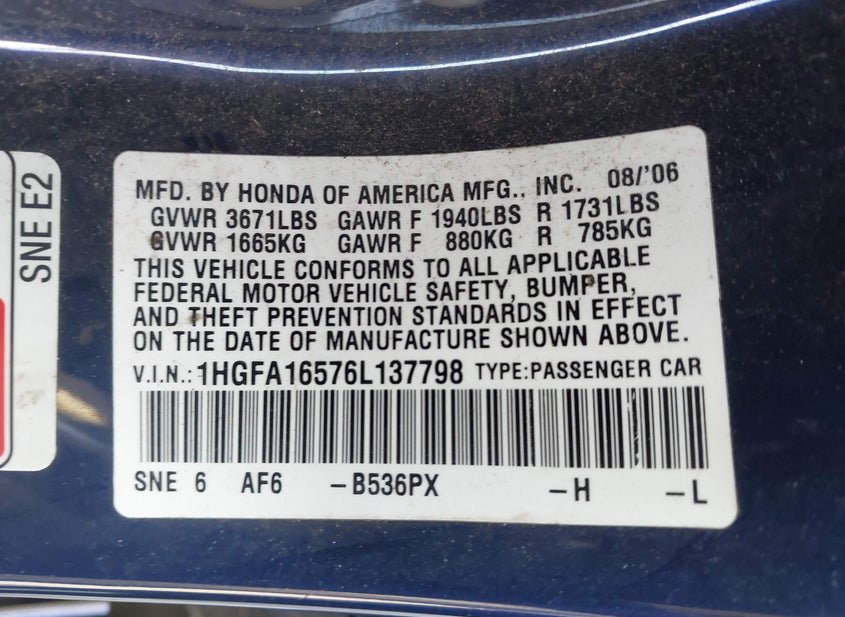 SNE E2
MFD. BY HONDA OF AMERICA MFG., INC. 08/'06
GVWR 3671LBS GAWR F 1940LBS R 1731LBS
GVWR 1665KG GAWR F 880KG R 785KG
THIS VEHICLE CONFORMS TO ALL APPLICABLE
FEDERAL MOTOR VEHICLE SAFETY, BUMPER,
AND THEFT PREVENTION STANDARDS IN EFFECT
ON THE DATE OF MANUFACTURE SHOWN ABOVE.
V.I.N.: 1HGFA16576L137798 TYPE:PASSENGER CAR
SNE 6 AF6 -B536PX -H -L